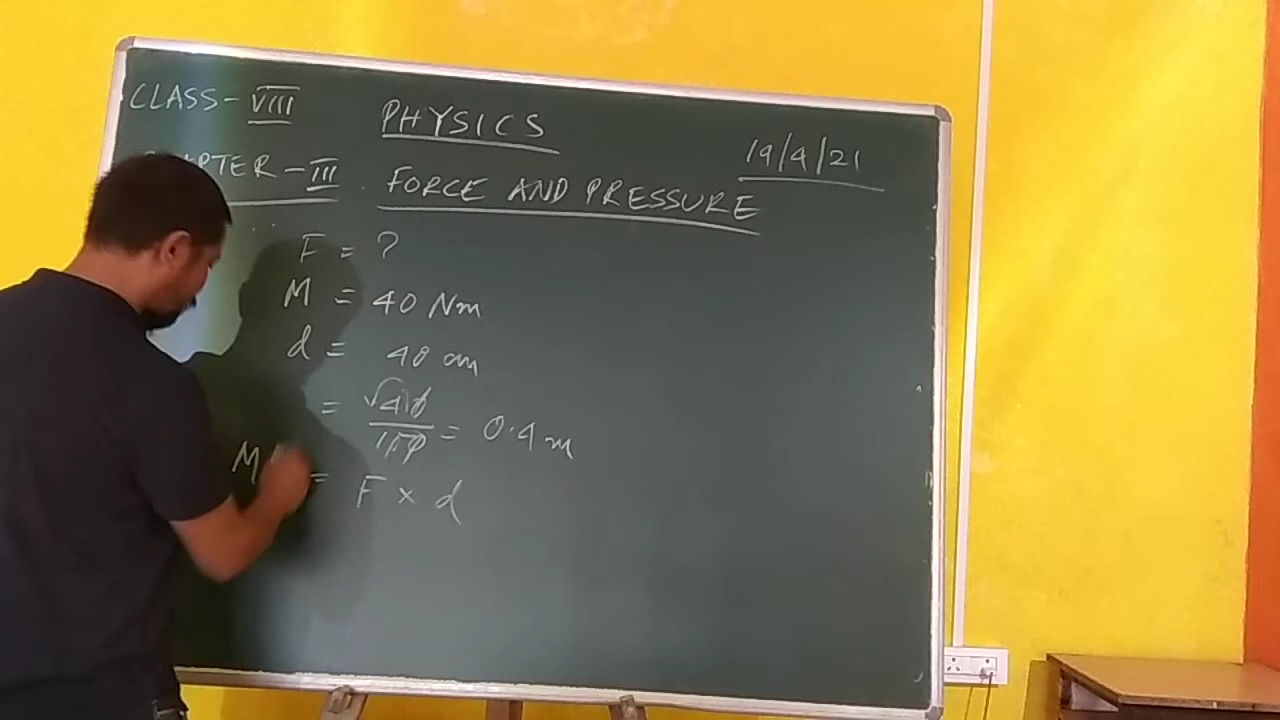 CLASS - VIII
PHYSICS
19/4/21
CHAPTER - III
FORCE AND PRESSURE
F = ?
M = 40 Nm
d = 40 cm
= 40/100 = 0.4 m
M = F × d